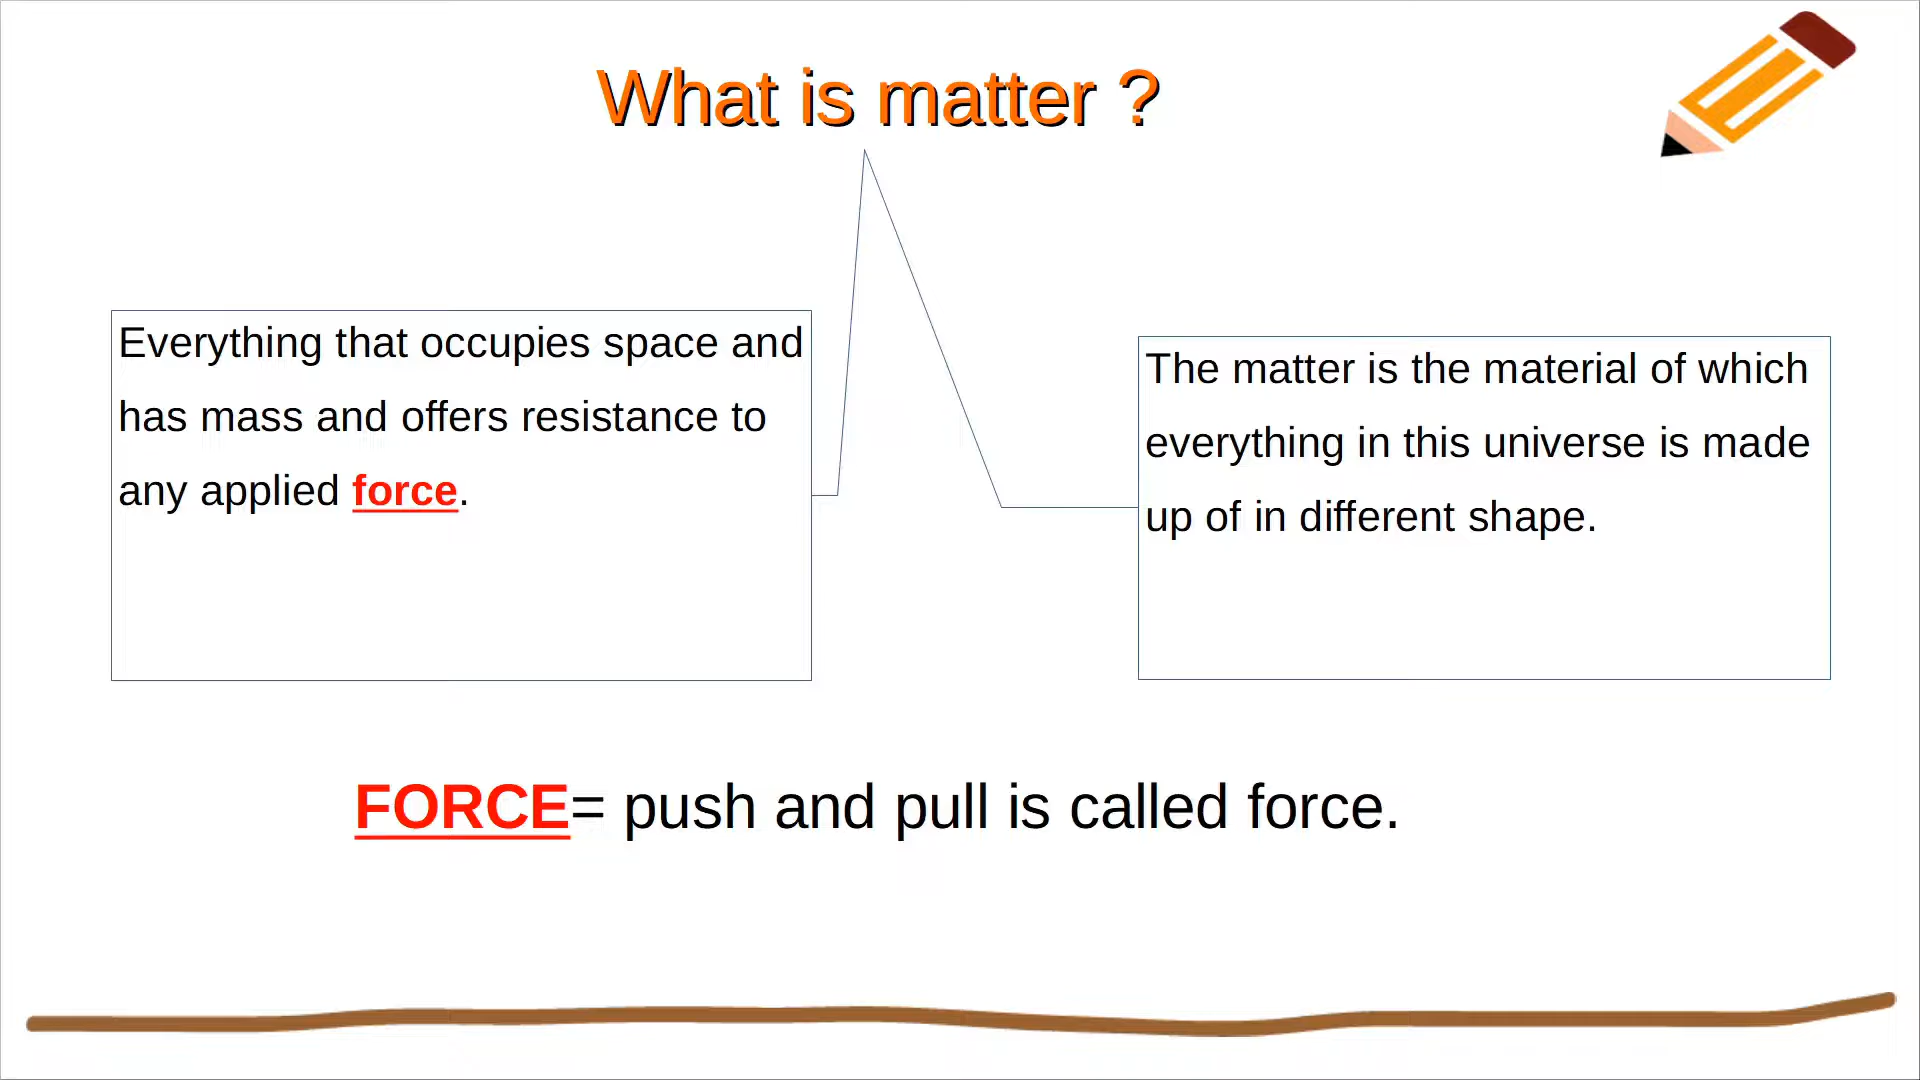 What is matter ?
Everything that occupies space and
has mass and offers resistance to
any applied force.
The matter is the material of which
everything in this universe is made
up of in different shape.
FORCE= push and pull is called force.